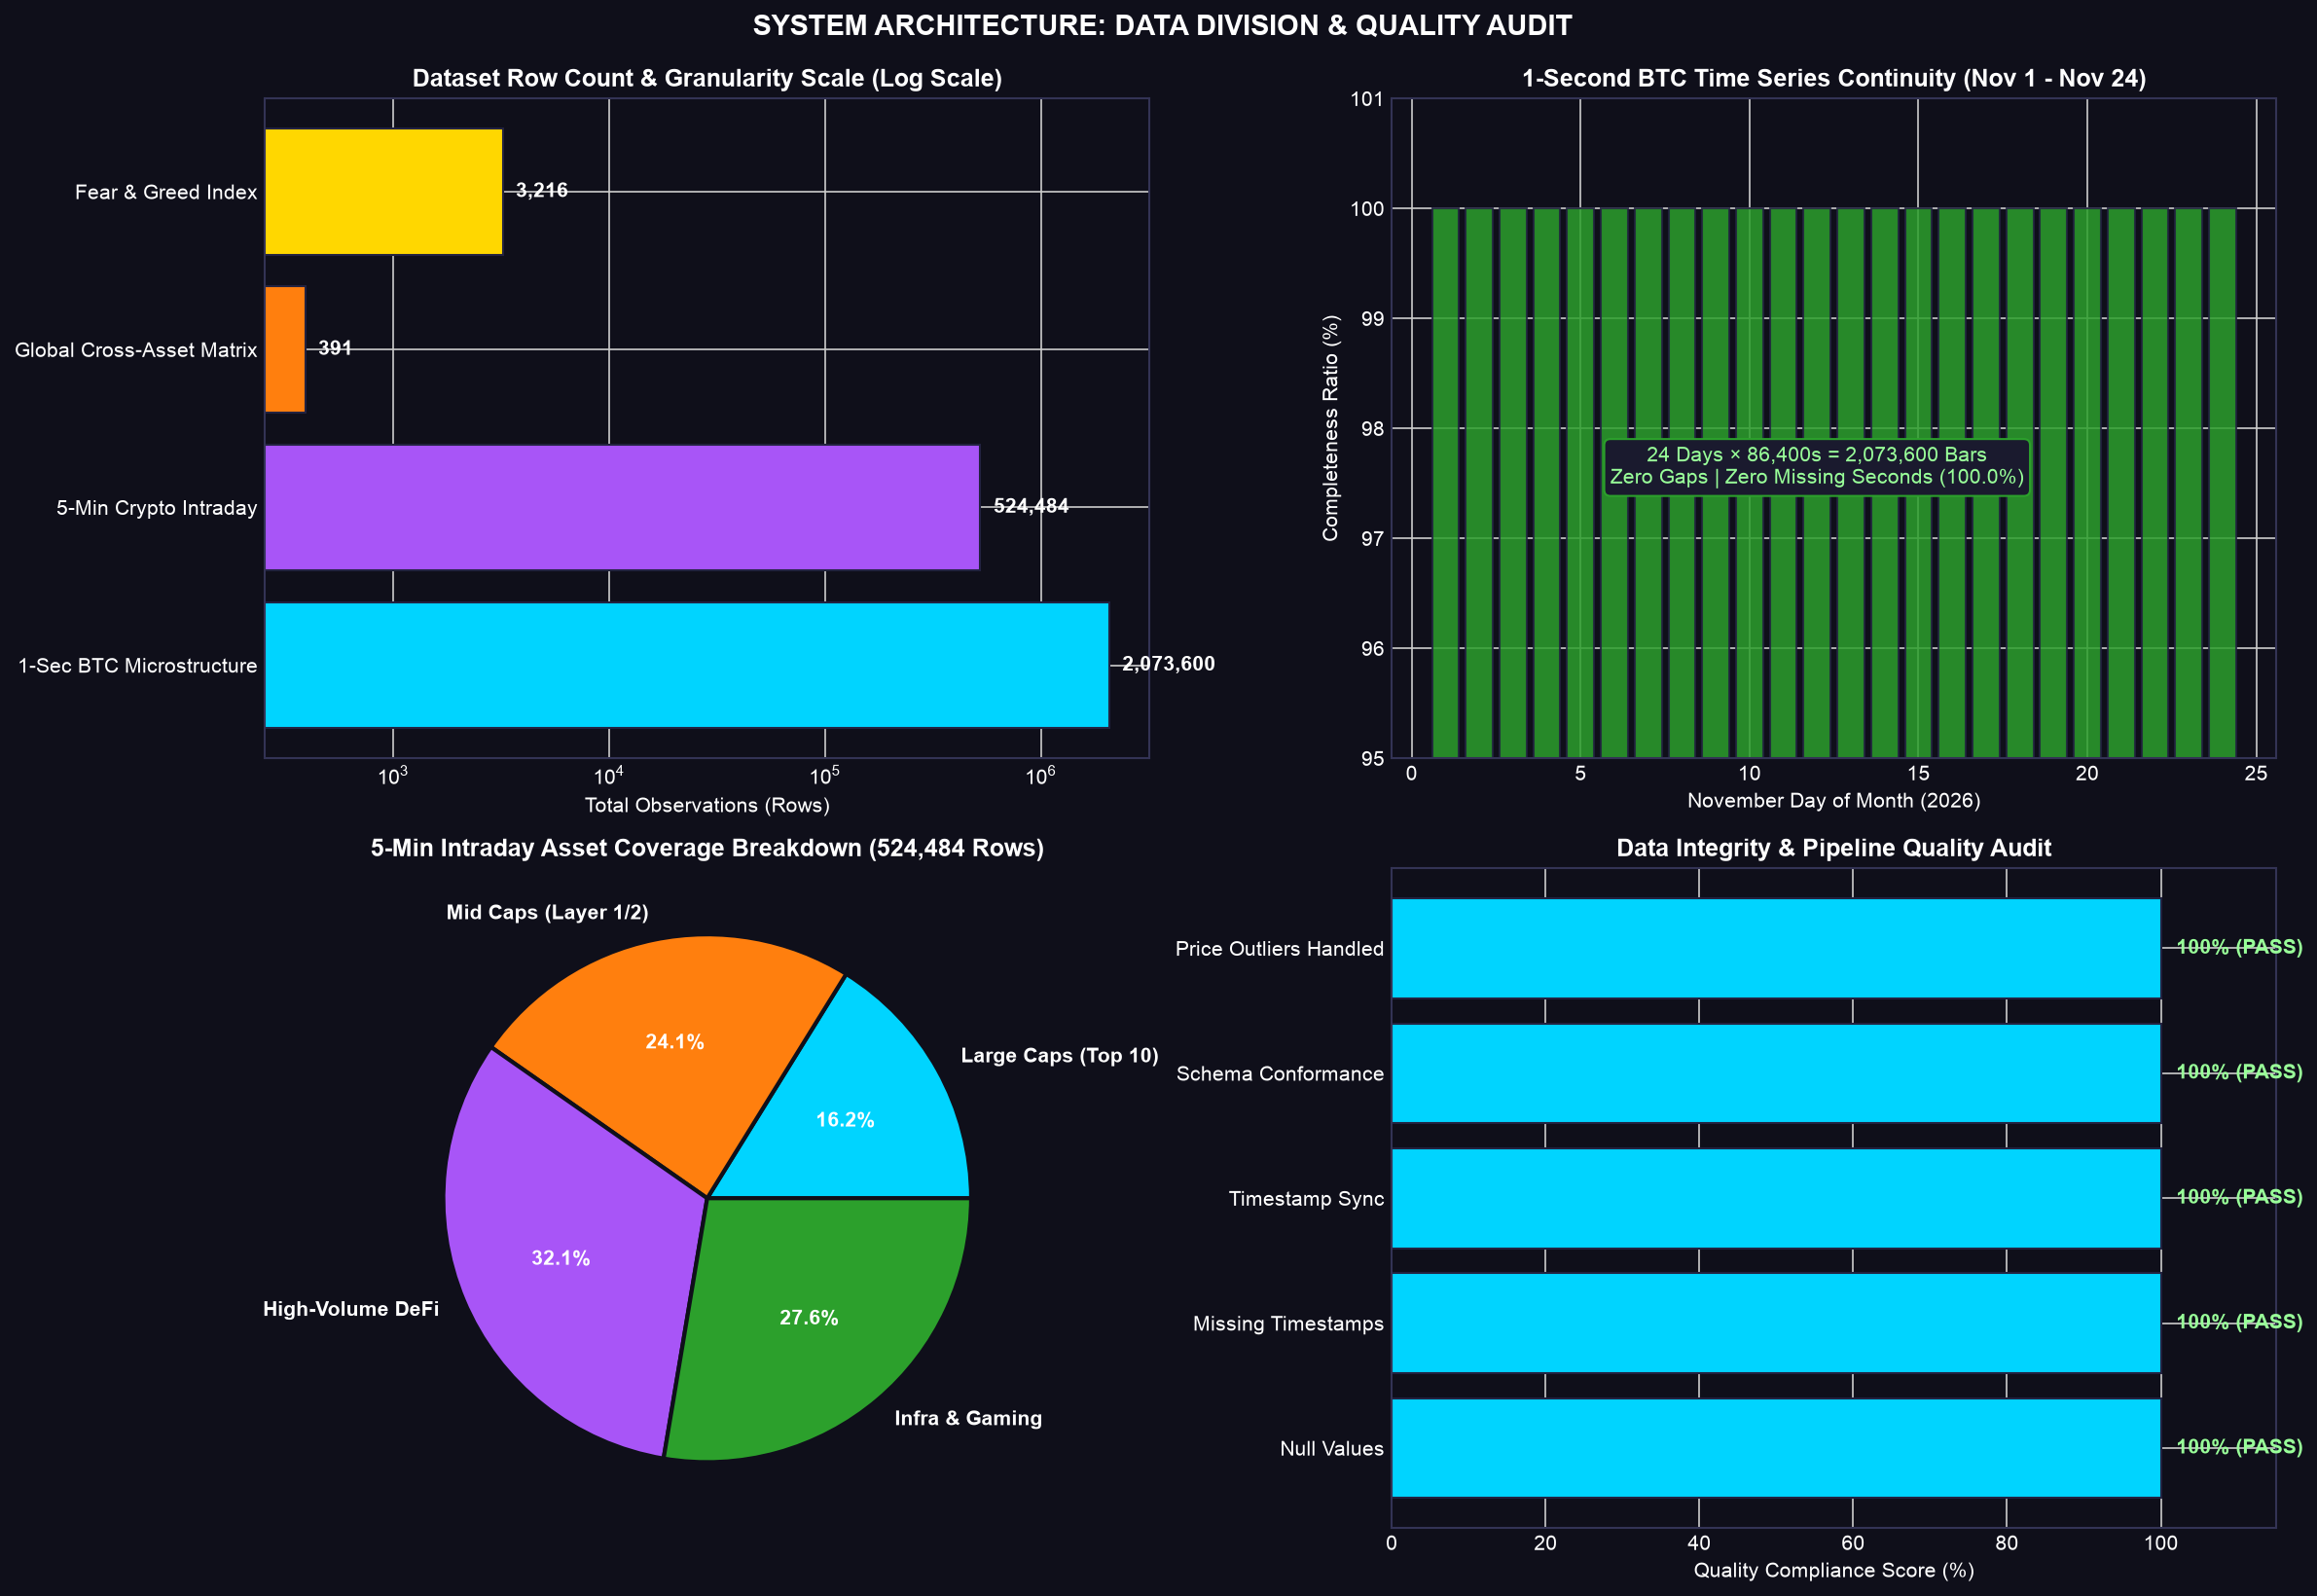 SYSTEM ARCHITECTURE: DATA DIVISION & QUALITY AUDIT
Dataset Row Count & Granularity Scale (Log Scale)
Fear & Greed Index
3,216
Global Cross-Asset Matrix
391
5-Min Crypto Intraday
524,484
1-Sec BTC Microstructure
2,073,600
10³
10⁴
10⁵
10⁶
Total Observations (Rows)
1-Second BTC Time Series Continuity (Nov 1 - Nov 24)
101
100
99
98
97
96
95
Completeness Ratio (%)
24 Days × 86,400s = 2,073,600 Bars
Zero Gaps | Zero Missing Seconds (100.0%)
0
5
10
15
20
25
November Day of Month (2026)
5-Min Intraday Asset Coverage Breakdown (524,484 Rows)
Mid Caps (Layer 1/2)
24.1%
Large Caps (Top 10)
16.2%
32.1%
High-Volume DeFi
27.6%
Infra & Gaming
Data Integrity & Pipeline Quality Audit
Price Outliers Handled
100% (PASS)
Schema Conformance
100% (PASS)
Timestamp Sync
100% (PASS)
Missing Timestamps
100% (PASS)
Null Values
100% (PASS)
0
20
40
60
80
100
Quality Compliance Score (%)